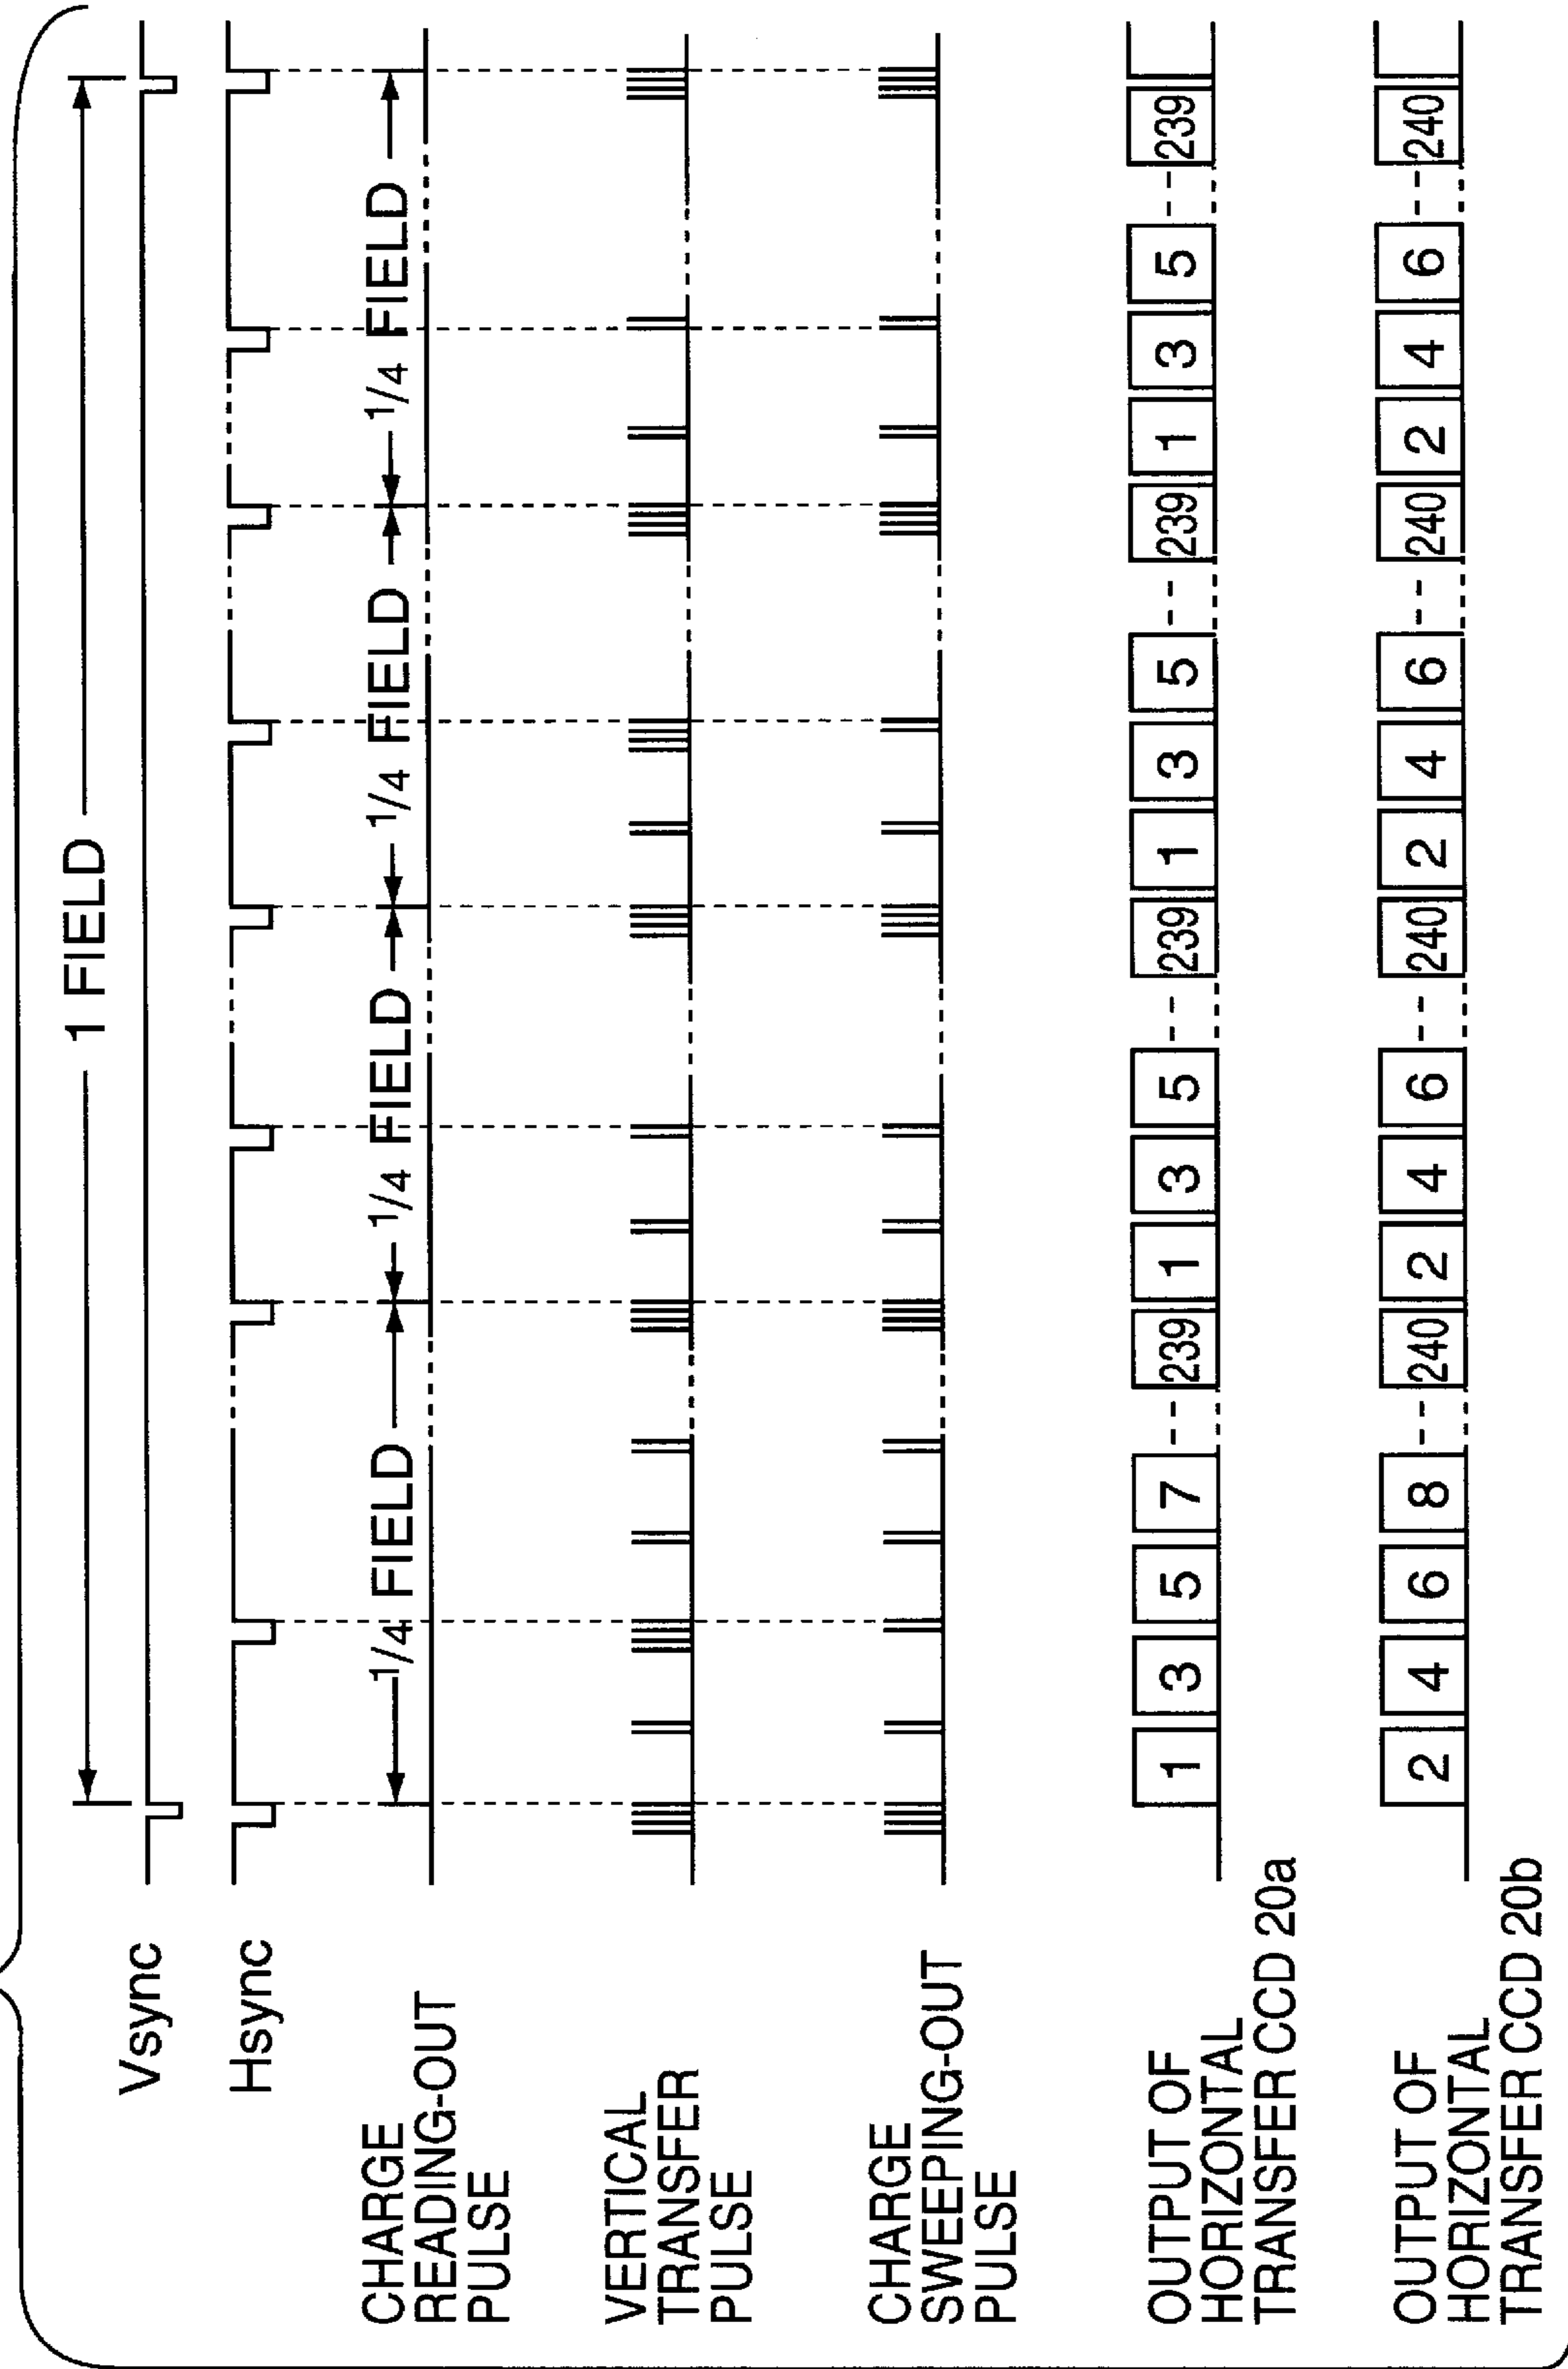 1 FIELD
Vsync
Hsync
1/4 FIELD 1/4 FIELD 1/4 FIELD 1/4 FIELD
CHARGE
READING-OUT
PULSE
VERTICAL
TRANSFER
PULSE
CHARGE
SWEEPING-OUT
PULSE
1 3 5 7 239 1 3 5 239 1 3 5 239 1 3 5 239
OUTPUT OF
HORIZONTAL
TRANSFER CCD 20a
2 4 6 8 240 2 4 6 240 2 4 6 240 2 4 6 240
OUTPUT OF
HORIZONTAL
TRANSFER CCD 20b